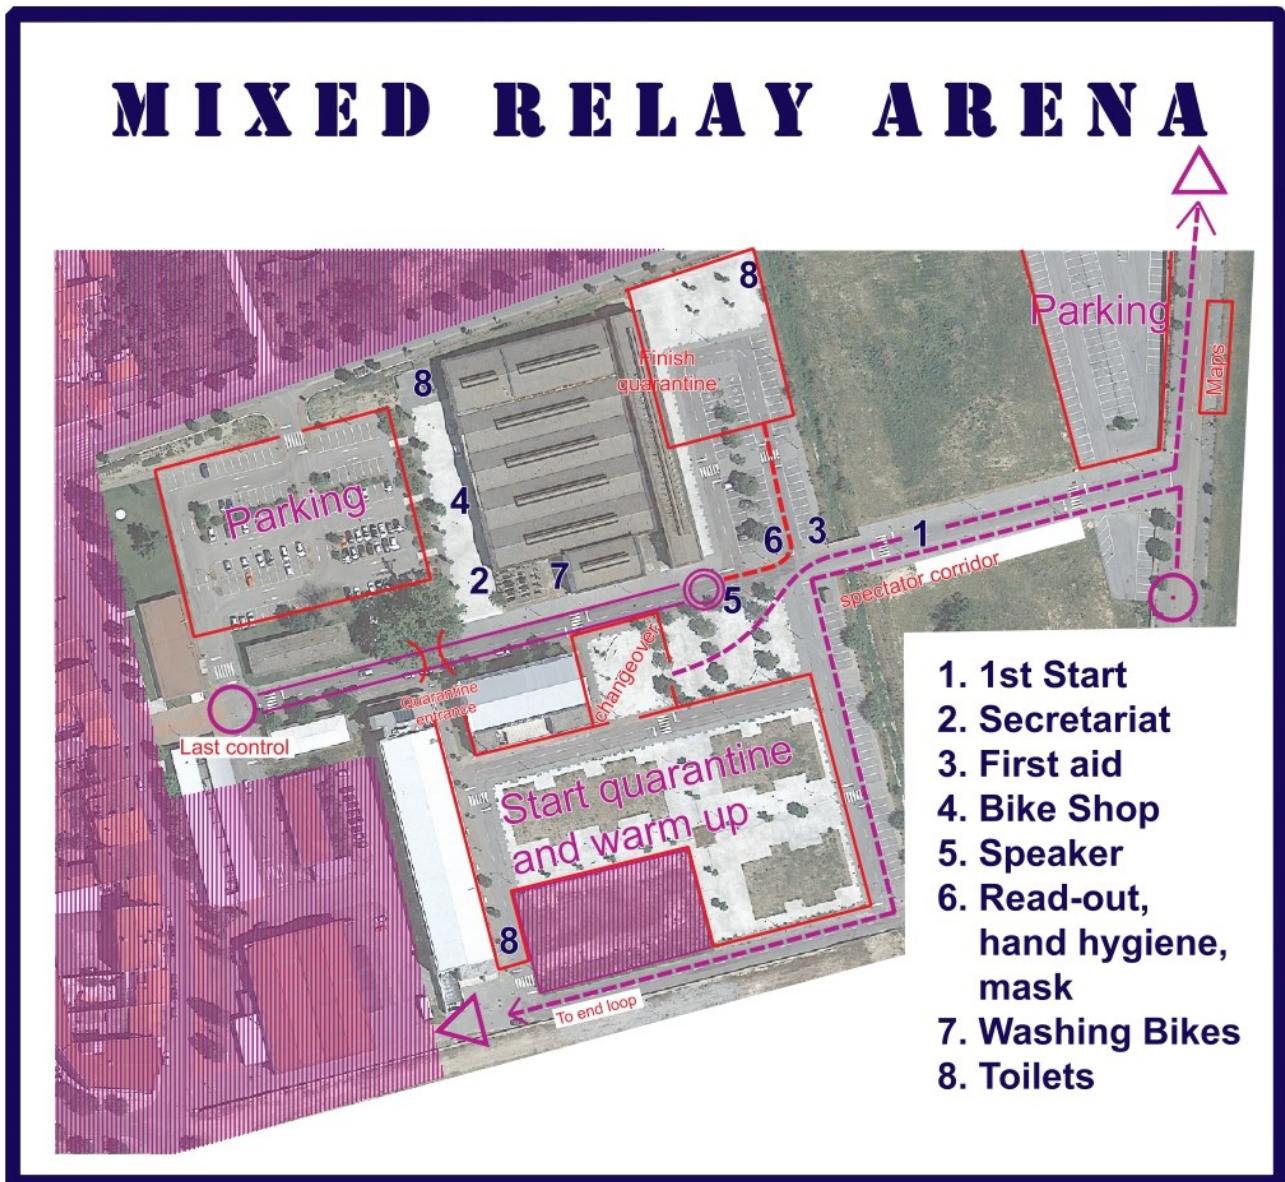 MIXED RELAY ARENA
8
Parking
Maps
Finish
quarantine
8
Parking
4
6
3
1
2
7
5
spectator corridor
changeover
Quarantine
entrance
Last control
Start quarantine
and warm up
8
To end loop
1. 1st Start
2. Secretariat
3. First aid
4. Bike Shop
5. Speaker
6. Read-out,
hand hygiene,
mask
7. Washing Bikes
8. Toilets